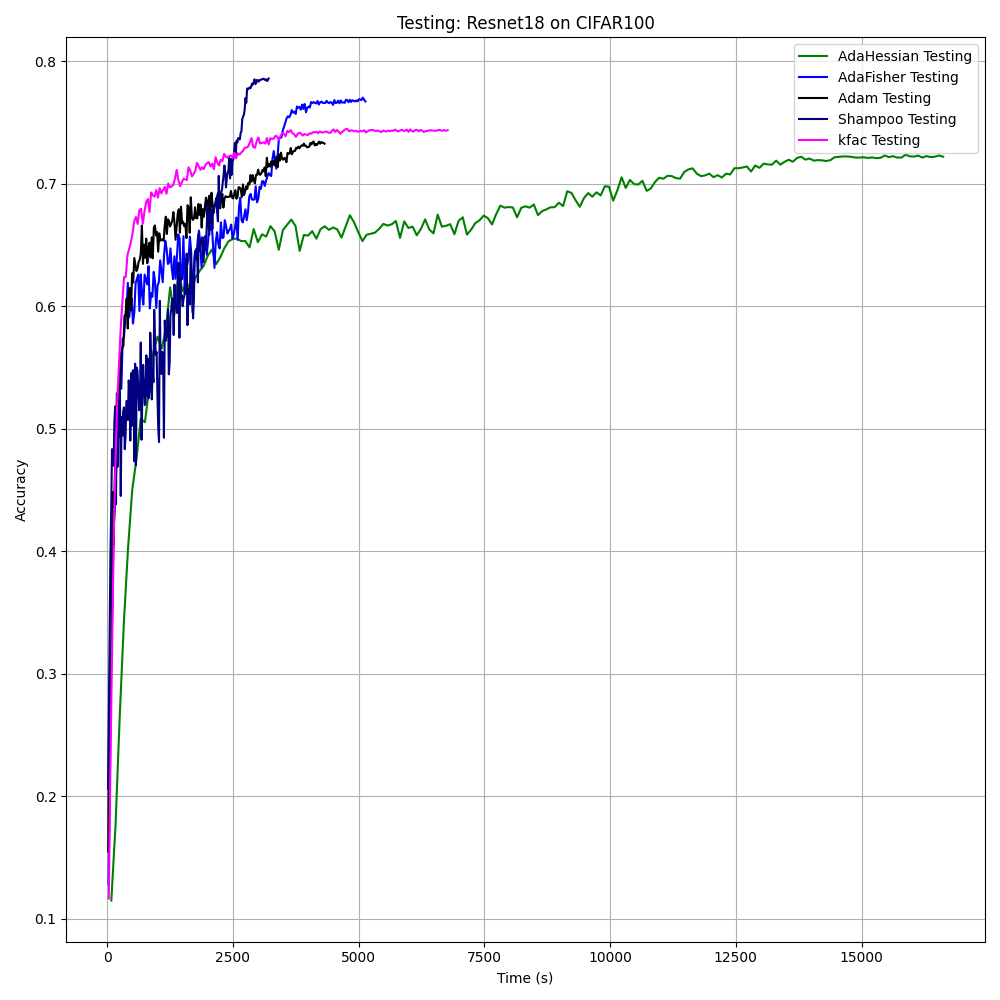 Testing: Resnet18 on CIFAR100
AdaHessian Testing
AdaFisher Testing
Adam Testing
Shampoo Testing
kfac Testing
0.8
0.7
0.6
0.5
0.4
0.3
0.2
0.1
Accuracy
0 2500 5000 7500 10000 12500 15000
Time (s)